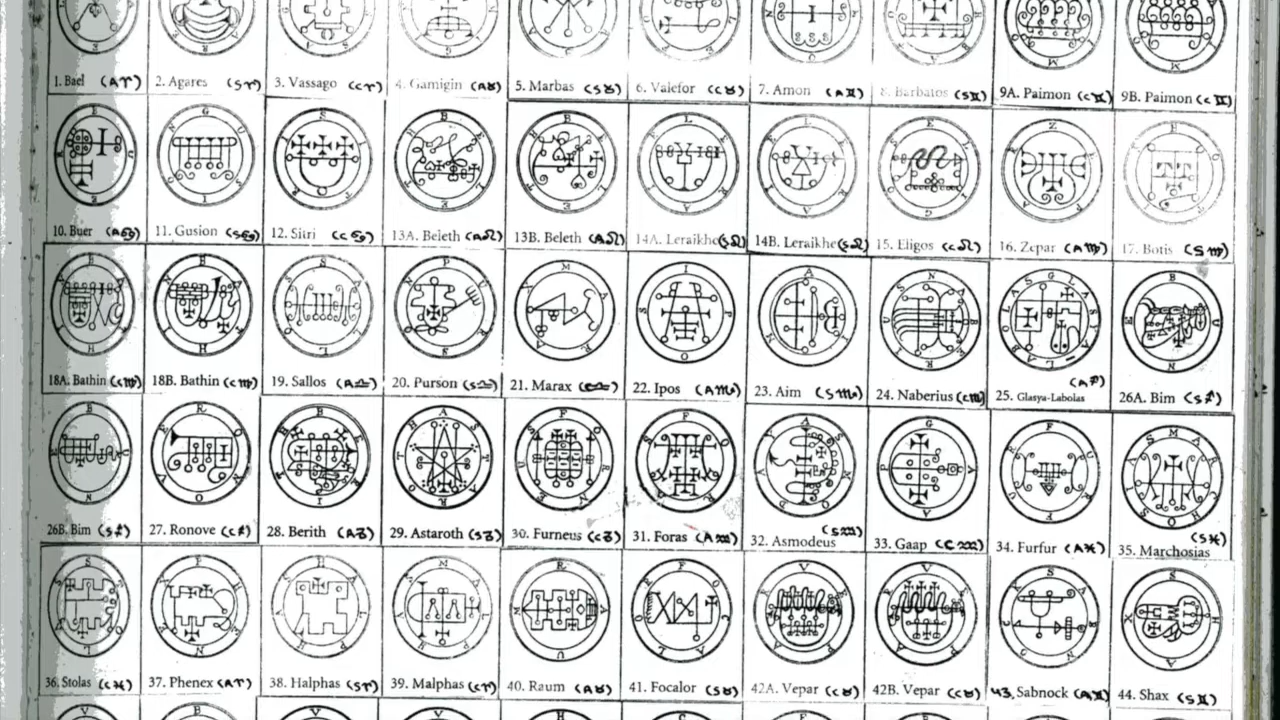 1. Bael (A♈)
2. Agares (S♈)
3. Vassago (C♈)
4. Gamigin (A♉)
5. Marbas (S♉)
6. Valefor (C♉)
7. Amon (A♊)
8. Barbatos (S♊)
9A. Paimon (C♊)
9B. Paimon (C♊)
10. Buer (A♋)
11. Gusion (S♋)
12. Sitri (C♋)
13A. Beleth (A♌)
13B. Beleth (A♌)
14A. Leraikhe (S♌)
14B. Leraikhe (S♌)
15. Eligos (C♌)
16. Zepar (A♍)
17. Botis (S♍)
18A. Bathin (C♍)
18B. Bathin (C♍)
19. Sallos (A♎)
20. Purson (S♎)
21. Marax (C♎)
22. Ipos (A♏)
23. Aim (S♏)
24. Naberius (C♏)
25. Glasya-Labolas (A♐)
26A. Bim (S♐)
26B. Bim (S♐)
27. Ronove (C♐)
28. Berith (A♑)
29. Astaroth (S♑)
30. Furneus (C♑)
31. Foras (A♒)
32. Asmodeus (S♒)
33. Gaap (C♒)
34. Furfur (A♓)
35. Marchosias (S♓)
36. Stolas (C♓)
37. Phenex (A♈)
38. Halphas (S♈)
39. Malphas (C♈)
40. Raum (A♉)
41. Focalor (S♉)
42A. Vepar (C♉)
42B. Vepar (C♉)
43. Sabnock (A♊)
44. Shax (S♊)